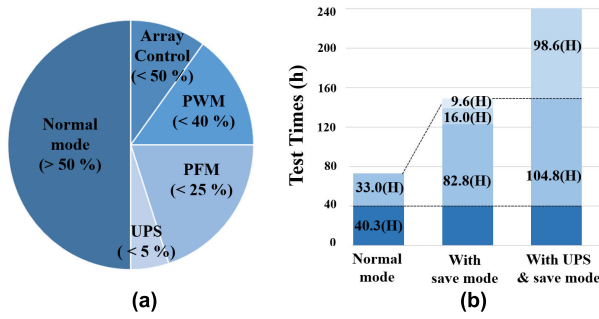 (a)
Array
Control
(< 50 %)
PWM
(< 40 %)
Normal
mode
(> 50 %)
PFM
(< 25 %)
UPS
( < 5 %)
Test Times (h)
240
200
160
120
80
40
0
98.6(H)
9.6(H)
16.0(H)
33.0(H)
82.8(H)
104.8(H)
40.3(H)
Normal
mode
With
save mode
With UPS
& save mode
(b)